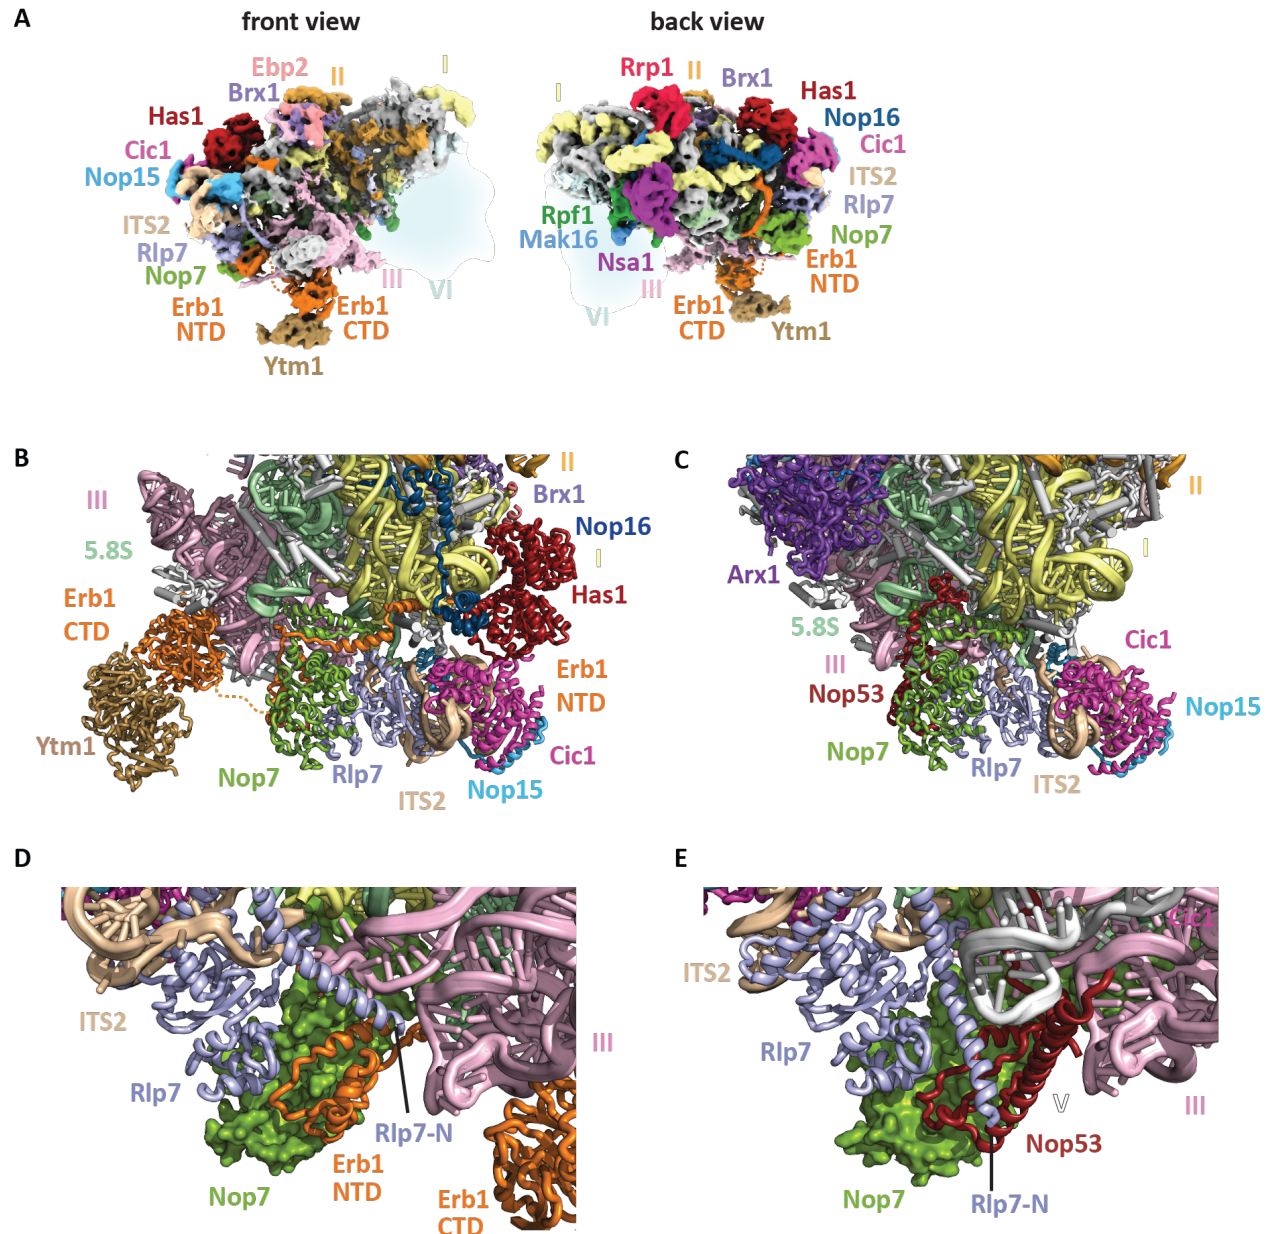 A
front view
back view
Ebp2
II
I
Brx1
Has1
Cic1
Nop15
ITS2
Rlp7
Nop7
Erb1
NTD
Erb1
CTD
III
VI
Ytm1
Rrp1
II
Brx1
I
Has1
Nop16
Cic1
ITS2
Rlp7
Nop7
Erb1
NTD
Rpf1
Mak16
Nsa1
III
VI
Erb1
CTD
Ytm1
B
II
III
Brx1
Nop16
5.8S
I
Erb1
CTD
Has1
Erb1
NTD
Ytm1
Nop7
Rlp7
Cic1
ITS2
Nop15
C
II
I
Arx1
5.8S
Cic1
III
Nop53
Nop15
Nop7
Rlp7
ITS2
D
ITS2
III
Rlp7
Rlp7-N
Erb1
NTD
Nop7
Erb1
CTD
E
Cic1
ITS2
Rlp7
V
III
Nop53
Nop7
Rlp7-N